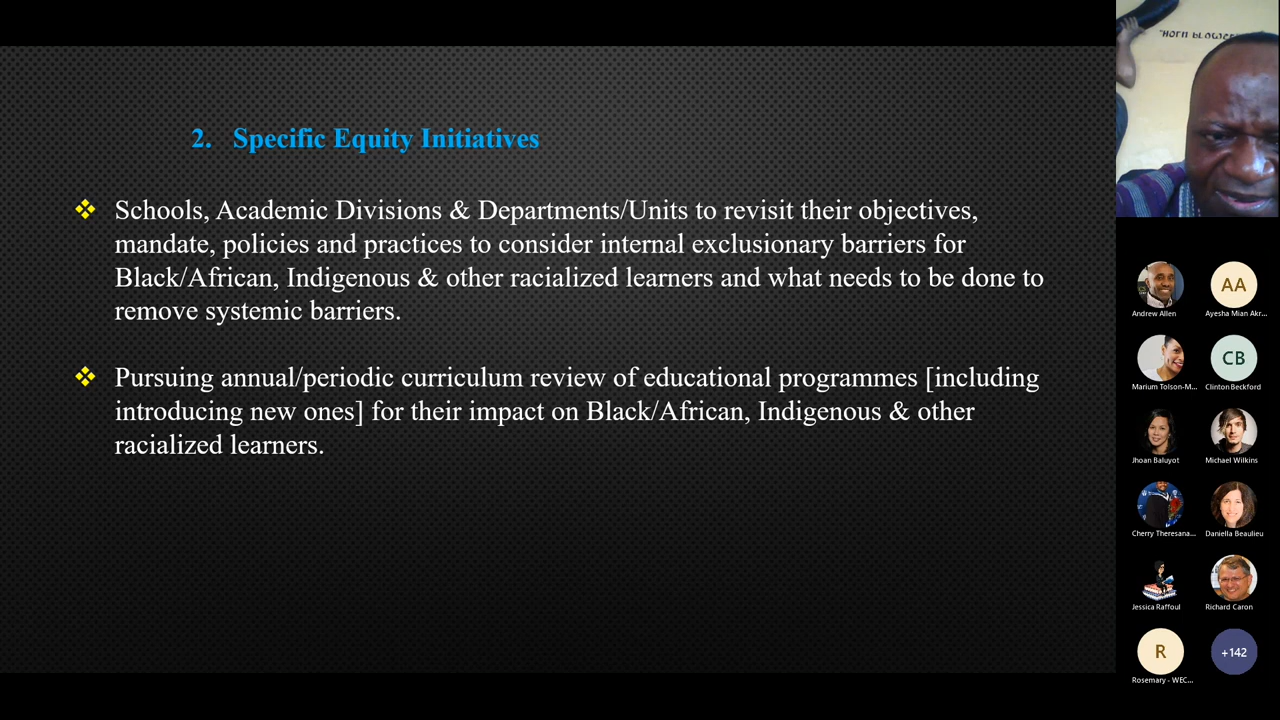 2. Specific Equity Initiatives
Schools, Academic Divisions & Departments/Units to revisit their objectives,
mandate, policies and practices to consider internal exclusionary barriers for
Black/African, Indigenous & other racialized learners and what needs to be done to
remove systemic barriers.
Pursuing annual/periodic curriculum review of educational programmes [including
introducing new ones] for their impact on Black/African, Indigenous & other
racialized learners.
AA
Andrew Allen
Ayesha Mian Akr...
CB
Marium Tolson-M...
Clinton Beckford
Jhoan Baluyot
Michael Wilkins
Cherry Theresana...
Daniella Beaulieu
Jessica Raffoul
Richard Caron
R
+142
Rosemary - WEC...